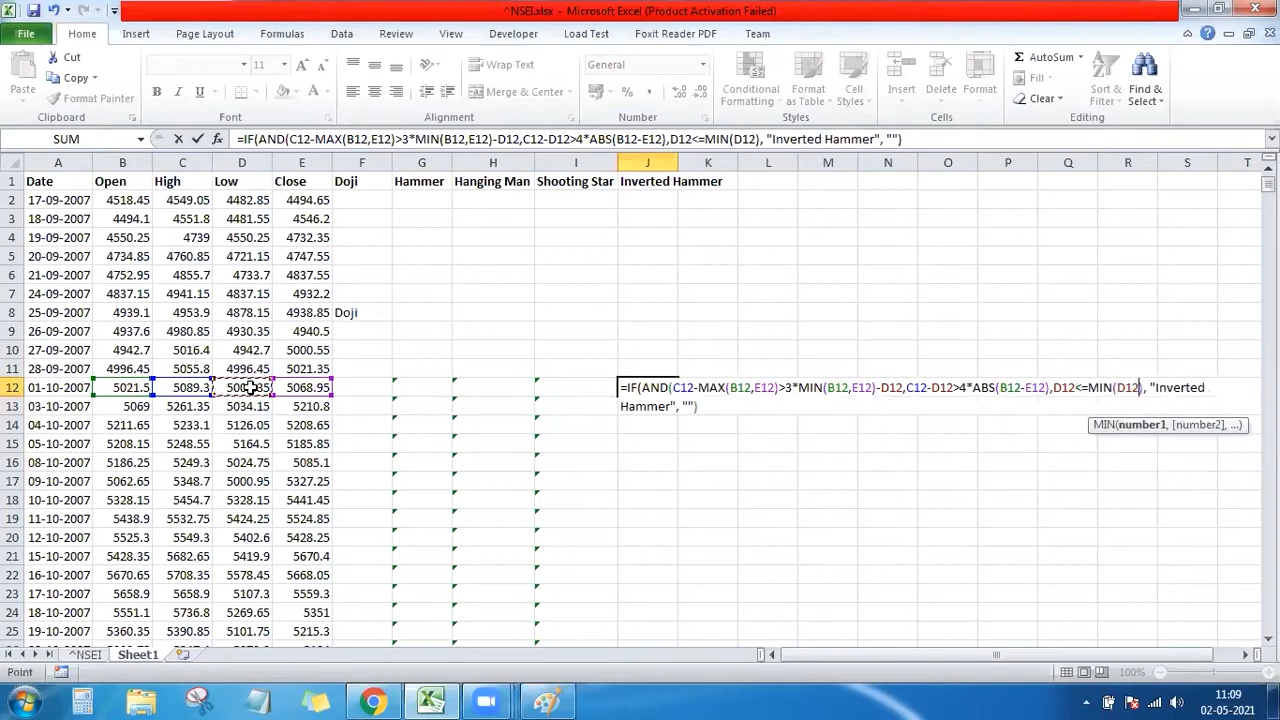 ^NSEI.xlsx - Microsoft Excel (Product Activation Failed)
File Home Insert Page Layout Formulas Data Review View Developer Load Test Foxit Reader PDF Team
Paste Cut Copy Format Painter Clipboard
11 A A B I U A Font
Wrap Text Merge & Center Alignment
General % , Number
Conditional Formatting Format as Table Cell Styles Styles
Insert Delete Format Cells
Σ AutoSum Fill Clear Sort & Filter Find & Select Editing
SUM fx =IF(AND(C12-MAX(B12,E12)>3*MIN(B12,E12)-D12,C12-D12>4*ABS(B12-E12),D12<=MIN(D12), "Inverted Hammer", "")
A B C D E F G H I J K L M N O P Q R S T
1 Date Open High Low Close Doji Hammer Hanging Man Shooting Star Inverted Hammer
2 17-09-2007 4518.45 4549.05 4482.85 4494.65
3 18-09-2007 4494.1 4551.8 4481.55 4546.2
4 19-09-2007 4550.25 4739 4550.25 4732.35
5 20-09-2007 4734.85 4760.85 4721.15 4747.55
6 21-09-2007 4752.95 4855.7 4733.7 4837.55
7 24-09-2007 4837.15 4941.15 4837.15 4932.2
8 25-09-2007 4939.1 4953.9 4878.15 4938.85 Doji
9 26-09-2007 4937.6 4980.85 4930.35 4940.5
10 27-09-2007 4942.7 5016.4 4942.7 5000.55
11 28-09-2007 4996.45 5055.8 4996.45 5021.35
12 01-10-2007 5021.5 5089.3 5068.95 =IF(AND(C12-MAX(B12,E12)>3*MIN(B12,E12)-D12,C12-D12>4*ABS(B12-E12),D12<=MIN(D12), "Inverted
13 03-10-2007 5069 5261.35 5034.15 5210.8 Hammer", "")
14 04-10-2007 5211.65 5233.1 5126.05 5208.65 MIN(number1, [number2], ...)
15 05-10-2007 5208.15 5248.55 5164.5 5185.85
16 08-10-2007 5186.25 5249.3 5024.75 5085.1
17 09-10-2007 5062.65 5348.7 5000.95 5327.25
18 10-10-2007 5328.15 5454.7 5328.15 5441.45
19 11-10-2007 5438.9 5532.75 5424.25 5524.85
20 12-10-2007 5525.3 5549.3 5402.6 5428.25
21 15-10-2007 5428.35 5682.65 5419.9 5670.4
22 16-10-2007 5670.65 5708.35 5578.45 5668.05
23 17-10-2007 5658.9 5658.9 5107.3 5559.3
24 18-10-2007 5551.1 5736.8 5269.65 5351
25 19-10-2007 5360.35 5390.85 5101.75 5215.3
^NSEI Sheet1
Point 100%
11:09
02-05-2021